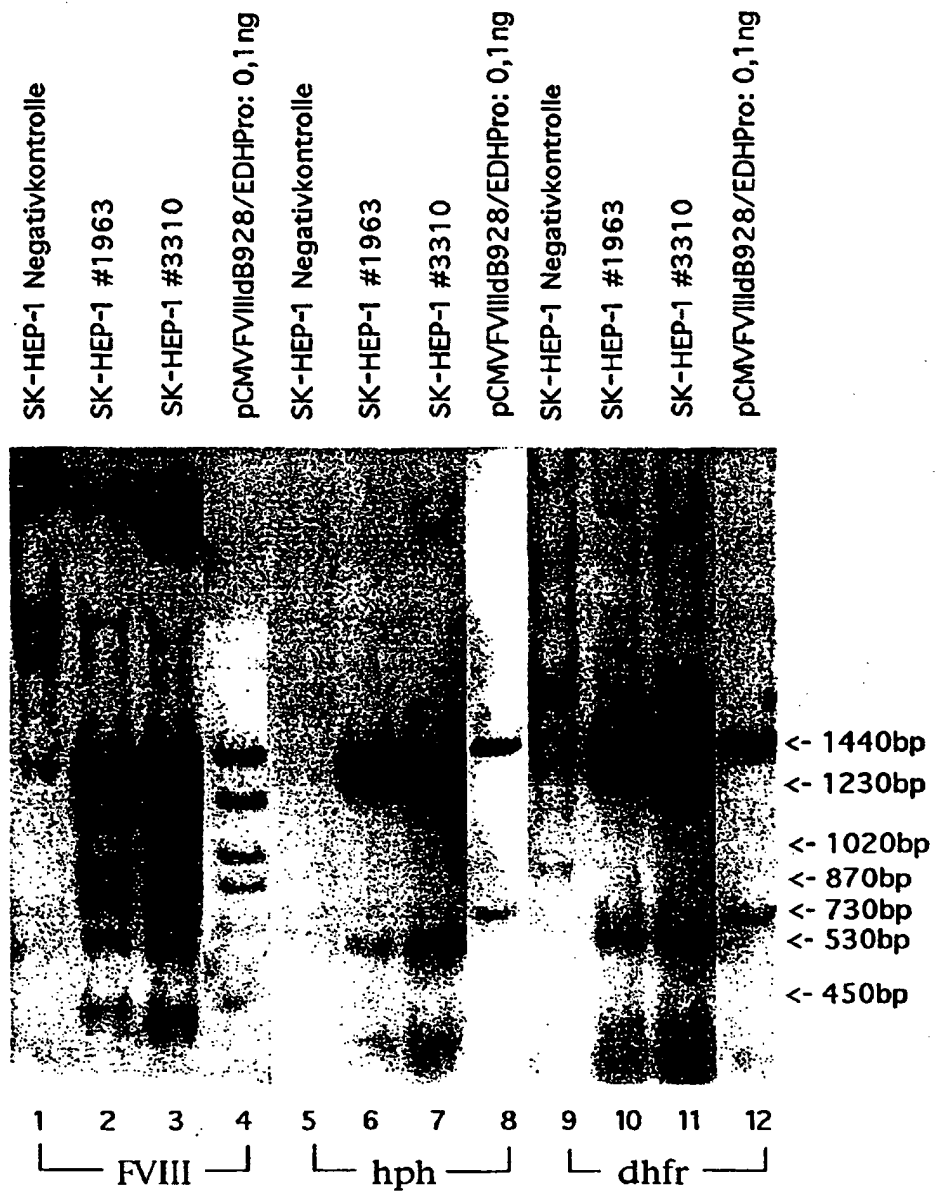 SK-HEP-1 Negativkontrolle
SK-HEP-1 #1963
SK-HEP-1 #3310
pCMVFVIIIdB928/EDHPro: 0,1ng
SK-HEP-1 Negativkontrolle
SK-HEP-1 #1963
SK-HEP-1 #3310
pCMVFVIIIdB928/EDHPro: 0,1ng
SK-HEP-1 Negativkontrolle
SK-HEP-1 #1963
SK-HEP-1 #3310
pCMVFVIIIdB928/EDHPro: 0,1ng
<- 1440bp
<- 1230bp
<- 1020bp
<- 870bp
<- 730bp
<- 530bp
<- 450bp
1 2 3 4 5 6 7 8 9 10 11 12
FVIII hph dhfr